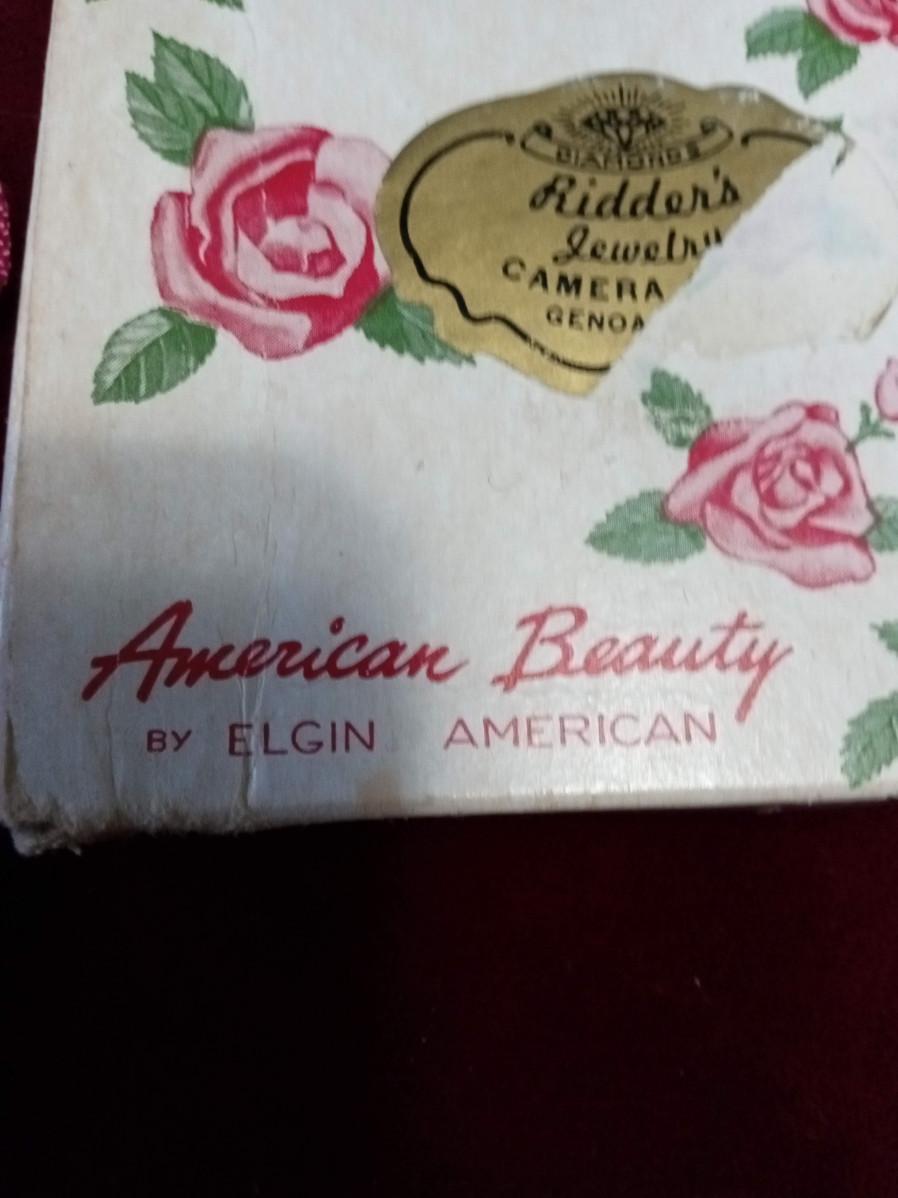 DIAMONDS
Ridder's
Jewelry
CAMERA
GENOA
American Beauty
BY ELGIN AMERICAN